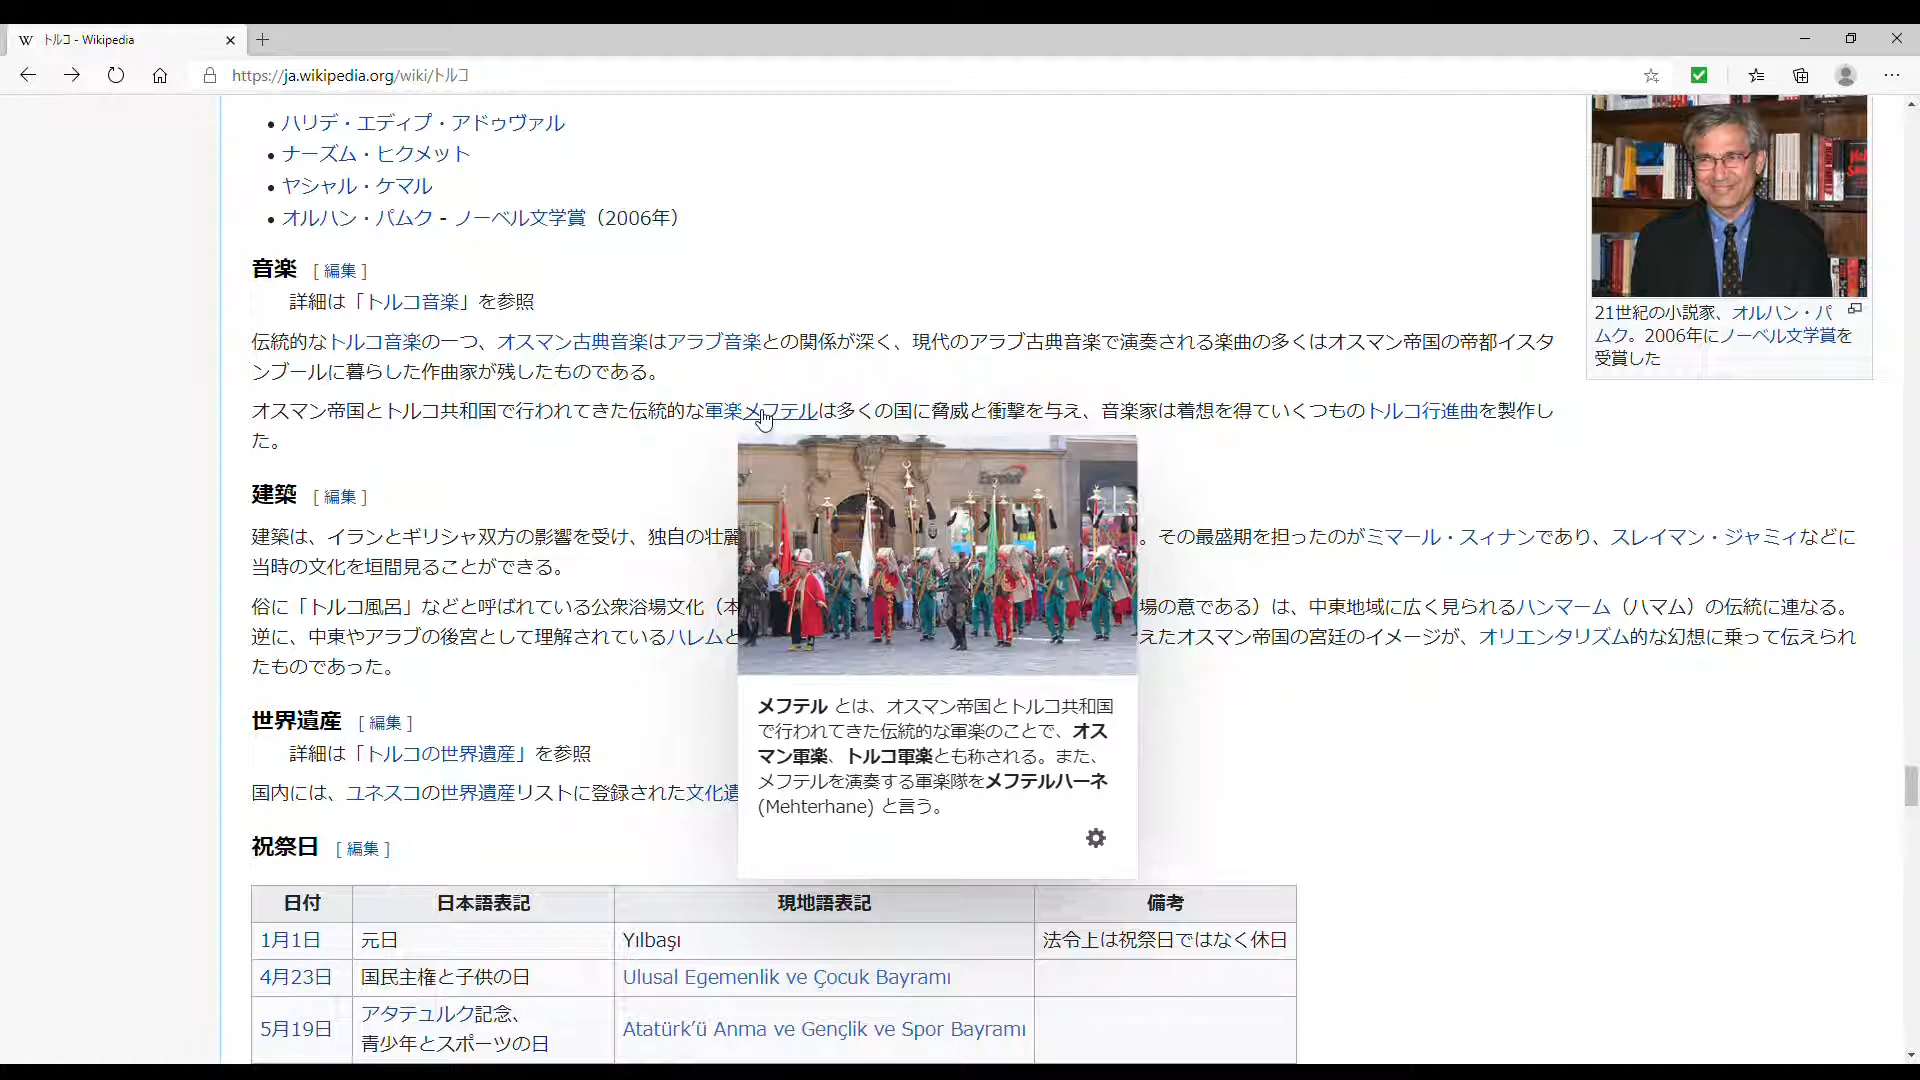 トルコ - Wikipedia
https://ja.wikipedia.org/wiki/トルコ
ハリデ・エディプ・アドゥヴァル
ナーズム・ヒクメット
ヤシャル・ケマル
オルハン・パムク - ノーベル文学賞（2006年）
21世紀の小説家、オルハン・パ
ムク。2006年にノーベル文学賞を
受賞した
音楽 [ 編集 ]
詳細は「トルコ音楽」を参照
伝統的なトルコ音楽の一つ、オスマン古典音楽はアラブ音楽との関係が深く、現代のアラブ古典音楽で演奏される楽曲の多くはオスマン帝国の帝都イスタ
ンブールに暮らした作曲家が残したものである。
オスマン帝国とトルコ共和国で行われてきた伝統的な軍楽メフテルは多くの国に脅威と衝撃を与え、音楽家は着想を得ていくつものトルコ行進曲を製作し
た。
建築 [ 編集 ]
建築は、イランとギリシャ双方の影響を受け、独自の壮麗
。その最盛期を担ったのがミマール・スィナンであり、スレイマン・ジャミィなどに
当時の文化を垣間見ることができる。
俗に「トルコ風呂」などと呼ばれている公衆浴場文化（本
場の意である）は、中東地域に広く見られるハンマーム（ハマム）の伝統に連なる。
逆に、中東やアラブの後宮として理解されているハレムと
えたオスマン帝国の宮廷のイメージが、オリエンタリズム的な幻想に乗って伝えられ
たものであった。
メフテル とは、オスマン帝国とトルコ共和国
で行われてきた伝統的な軍楽のことで、オス
マン軍楽、トルコ軍楽とも称される。また、
メフテルを演奏する軍楽隊をメフテルハーネ
(Mehterhane) と言う。
世界遺産 [ 編集 ]
詳細は「トルコの世界遺産」を参照
国内には、ユネスコの世界遺産リストに登録された文化遺
祝祭日 [ 編集 ]
日付 日本語表記 現地語表記 備考
1月1日 元日 Yılbaşı 法令上は祝祭日ではなく休日
4月23日 国民主権と子供の日 Ulusal Egemenlik ve Çocuk Bayramı
5月19日 アタテュルク記念、
青少年とスポーツの日 Atatürk'ü Anma ve Gençlik ve Spor Bayramı